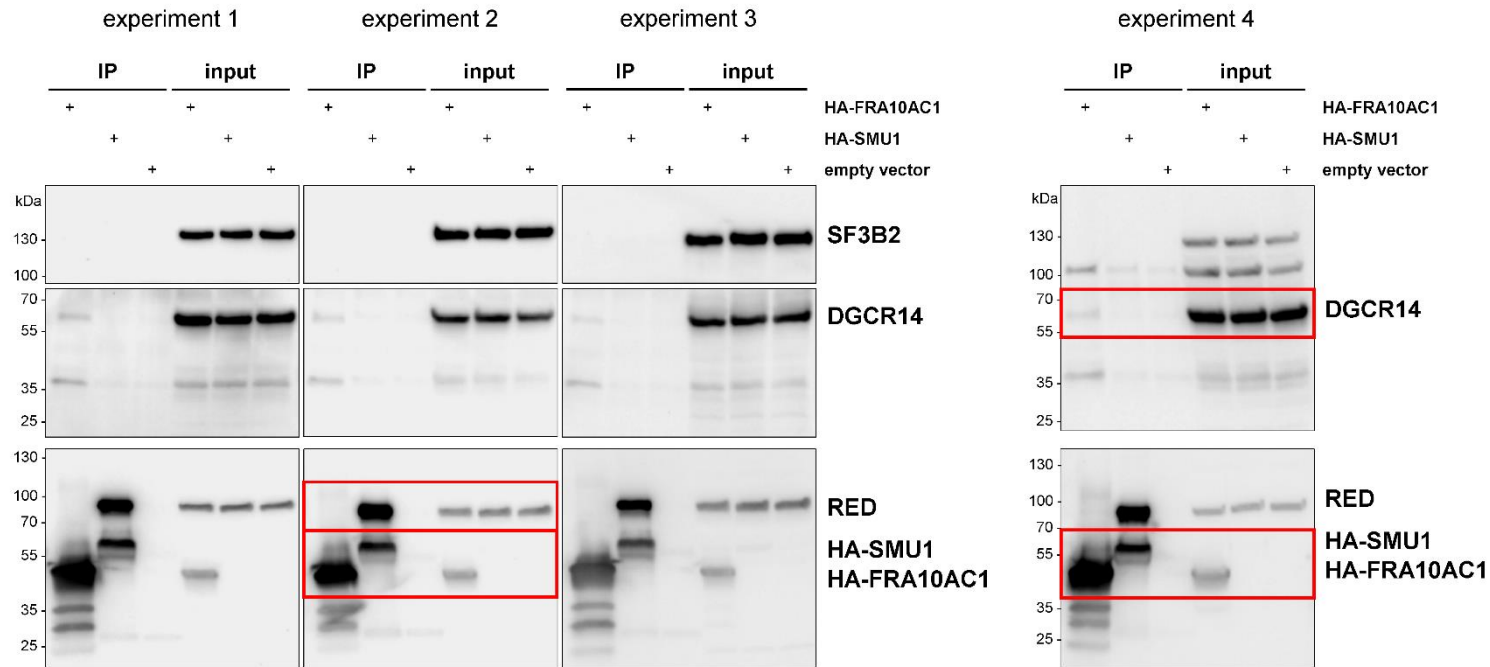 experiment 1 experiment 2 experiment 3 experiment 4
IP input IP input IP input IP input
+ + + + + + HA-FRA10AC1 + + HA-FRA10AC1
+ + + + + + HA-SMU1 + + HA-SMU1
+ + + + + + empty vector + + empty vector
kDa kDa
130 SF3B2 130
100 100
70 DGCR14 70 DGCR14
55 55
35 35
25 25
130 130
100 RED 100 RED
70 70
55 HA-SMU1 55 HA-SMU1
HA-FRA10AC1 HA-FRA10AC1
35 35
25 25